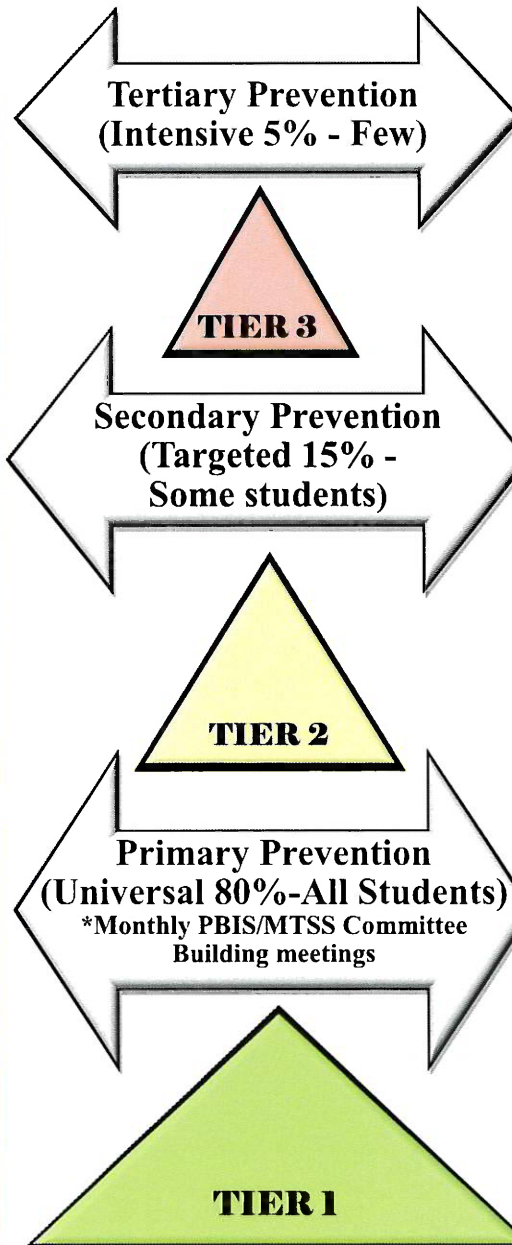 Tertiary Prevention
(Intensive 5% - Few)
TIER 3
Secondary Prevention
(Targeted 15% -
Some students)
TIER 2
Primary Prevention
(Universal 80%-All Students)
*Monthly PBIS/MTSS Committee
Building meetings
TIER 1